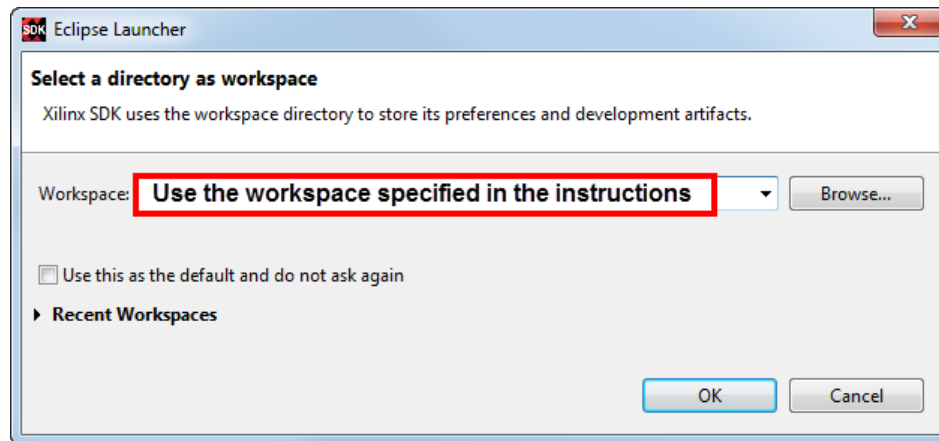 SDK Eclipse Launcher
Select a directory as workspace
Xilinx SDK uses the workspace directory to store its preferences and development artifacts.
Workspace: Use the workspace specified in the instructions Browse...
Use this as the default and do not ask again
Recent Workspaces
OK Cancel